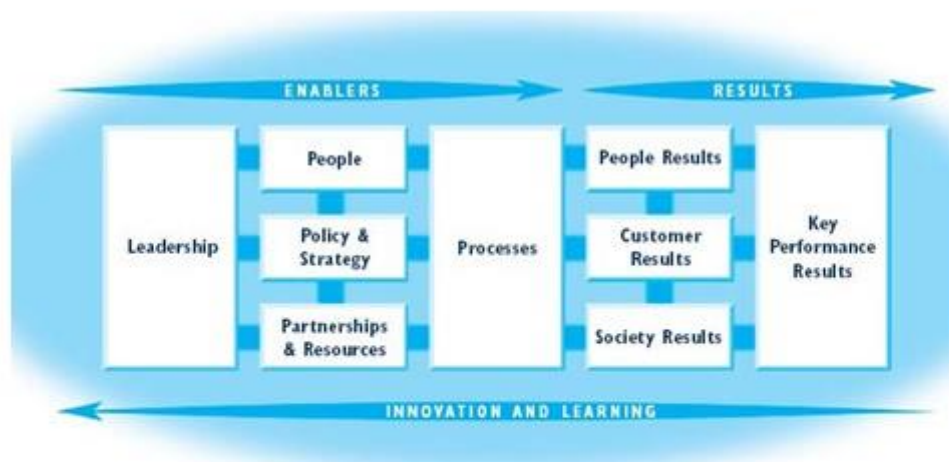 ENABLERS
RESULTS
Leadership
People
Policy &
Strategy
Partnerships
& Resources
Processes
People Results
Customer
Results
Society Results
Key
Performance
Results
INNOVATION AND LEARNING